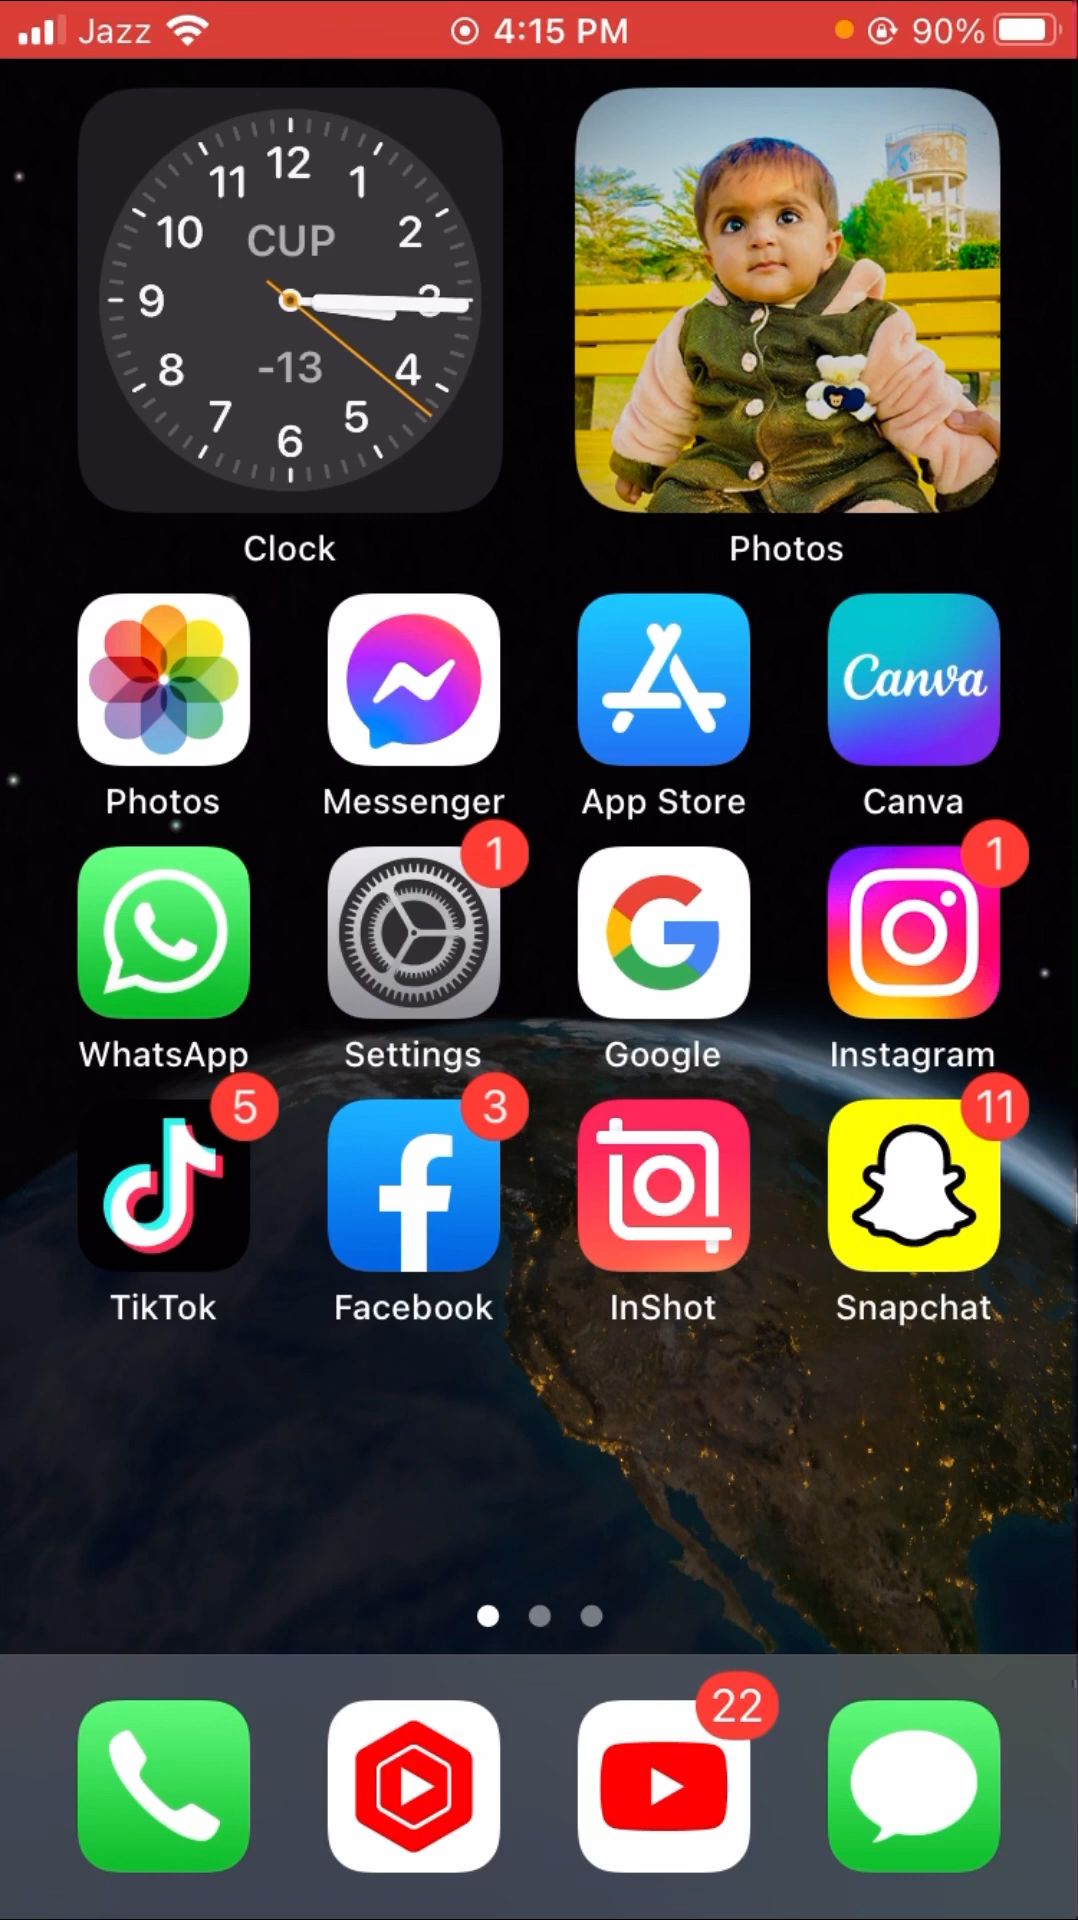 Jazz 4:15 PM 90%
12
11 1
10 CUP 2
9 3
8 -13 4
7 5
6
telenor
Clock Photos
Canva
Photos Messenger App Store Canva
1 1
WhatsApp Settings Google Instagram
5 3 11
TikTok Facebook InShot Snapchat
22